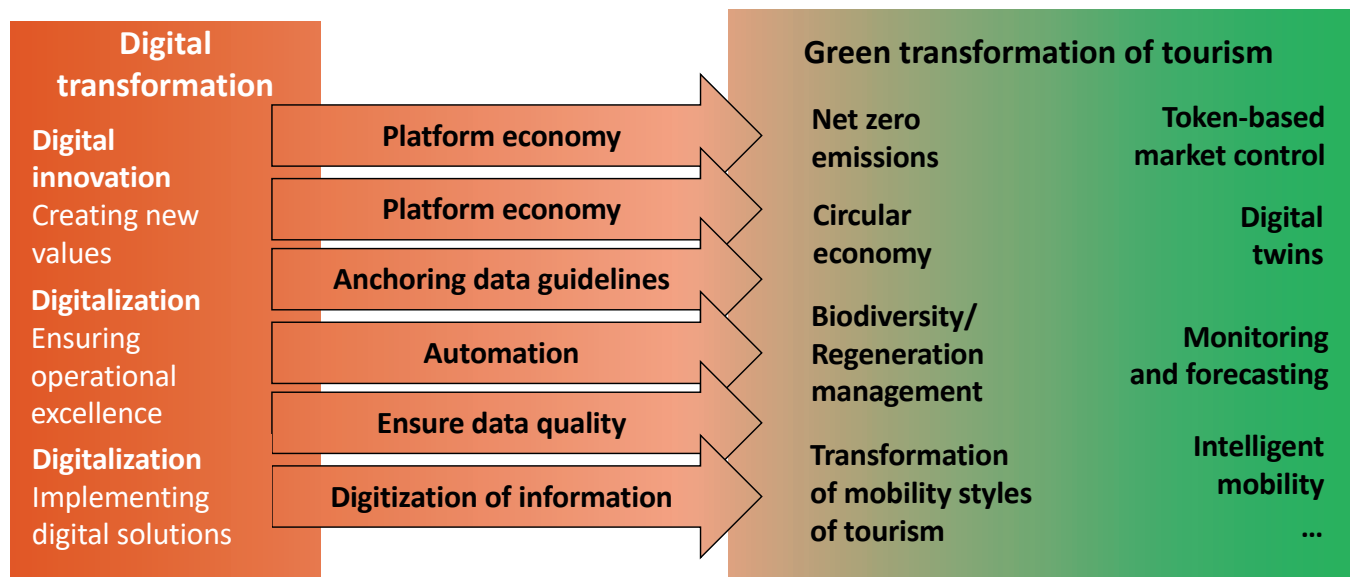 Digital
transformation
Digital
innovation
Creating new
values
Digitalization
Ensuring
operational
excellence
Digitalization
Implementing
digital solutions
Platform economy
Platform economy
Anchoring data guidelines
Automation
Ensure data quality
Digitization of information
Green transformation of tourism
Net zero
emissions
Circular
economy
Biodiversity/
Regeneration
management
Transformation
of mobility styles
of tourism
Token-based
market control
Digital
twins
Monitoring
and forecasting
Intelligent
mobility
...